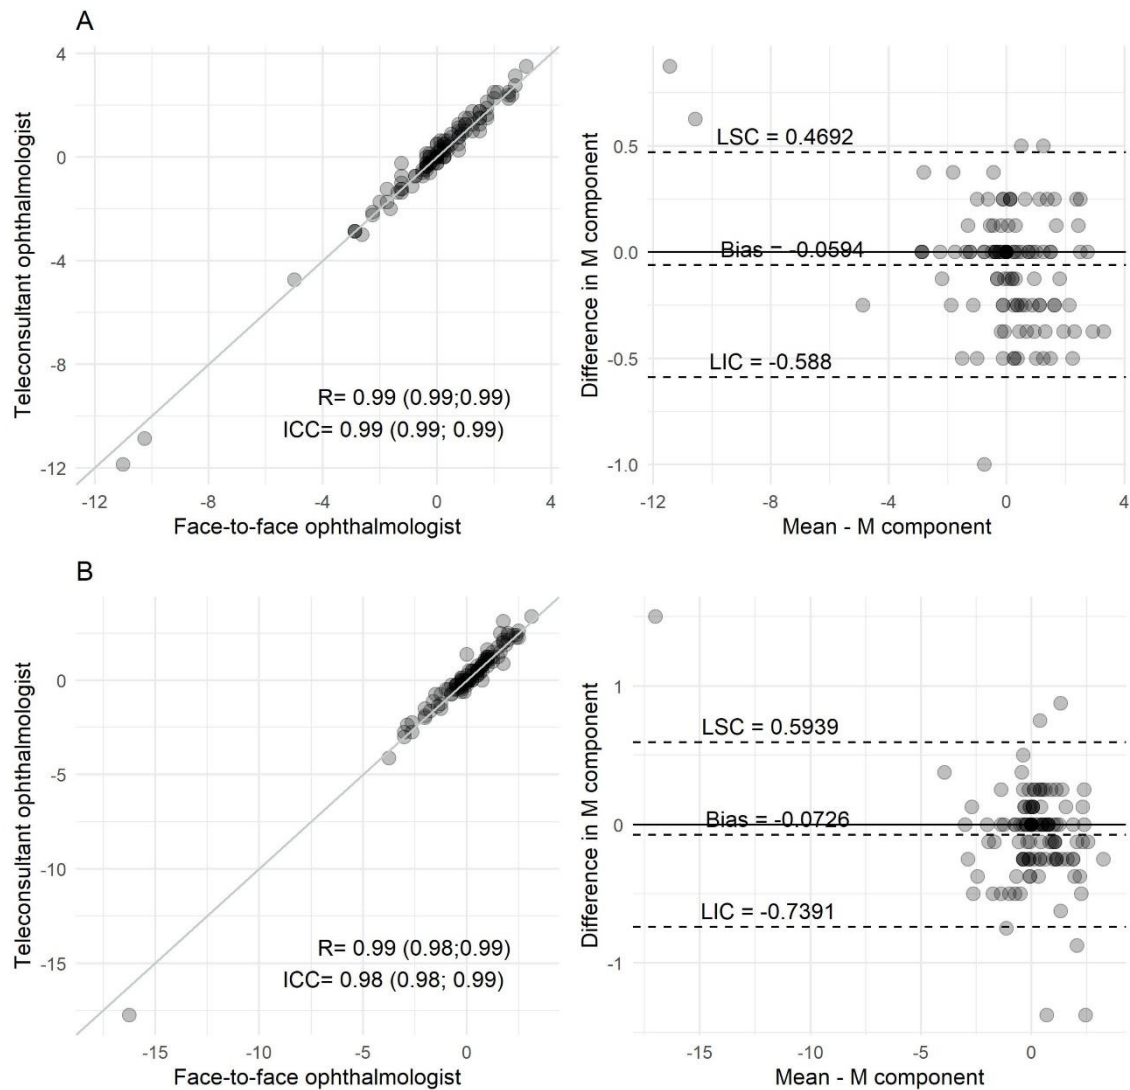 A
4
0
-4
-8
-12
Teleconsultant ophthalmologist
R= 0.99 (0.99;0.99)
ICC= 0.99 (0.99; 0.99)
-12 -8 -4 0 4
Face-to-face ophthalmologist
0.5
0.0
-0.5
-1.0
Difference in M component
LSC = 0.4692
Bias = -0.0594
LIC = -0.588
-12 -8 -4 0 4
Mean - M component
B
0
-5
-10
-15
Teleconsultant ophthalmologist
R= 0.99 (0.98;0.99)
ICC= 0.98 (0.98; 0.99)
-15 -10 -5 0
Face-to-face ophthalmologist
1
0
-1
Difference in M component
LSC = 0.5939
Bias = -0.0726
LIC = -0.7391
-15 -10 -5 0
Mean - M component